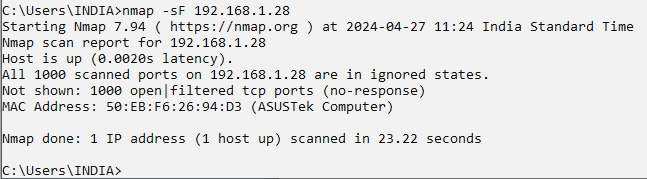 C:\Users\INDIA>nmap -sF 192.168.1.28
Starting Nmap 7.94 ( https://nmap.org ) at 2024-04-27 11:24 India Standard Time
Nmap scan report for 192.168.1.28
Host is up (0.0020s latency).
All 1000 scanned ports on 192.168.1.28 are in ignored states.
Not shown: 1000 open|filtered tcp ports (no-response)
MAC Address: 50:EB:F6:26:94:D3 (ASUSTek Computer)
Nmap done: 1 IP address (1 host up) scanned in 23.22 seconds
C:\Users\INDIA>